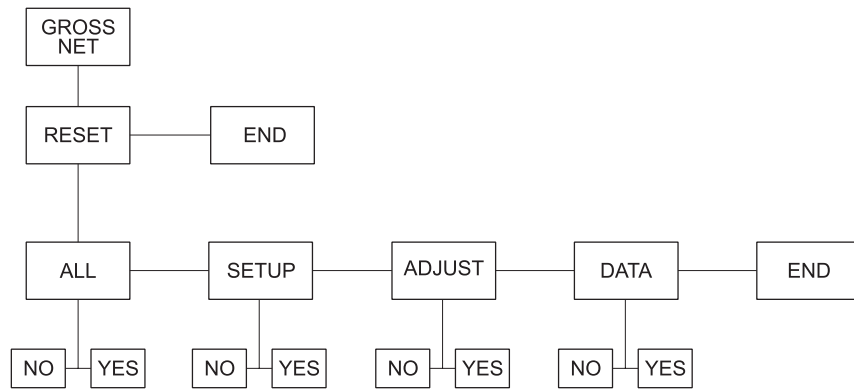 GROSS
NET
RESET
END
ALL
SETUP
ADJUST
DATA
END
NO
YES
NO
YES
NO
YES
NO
YES